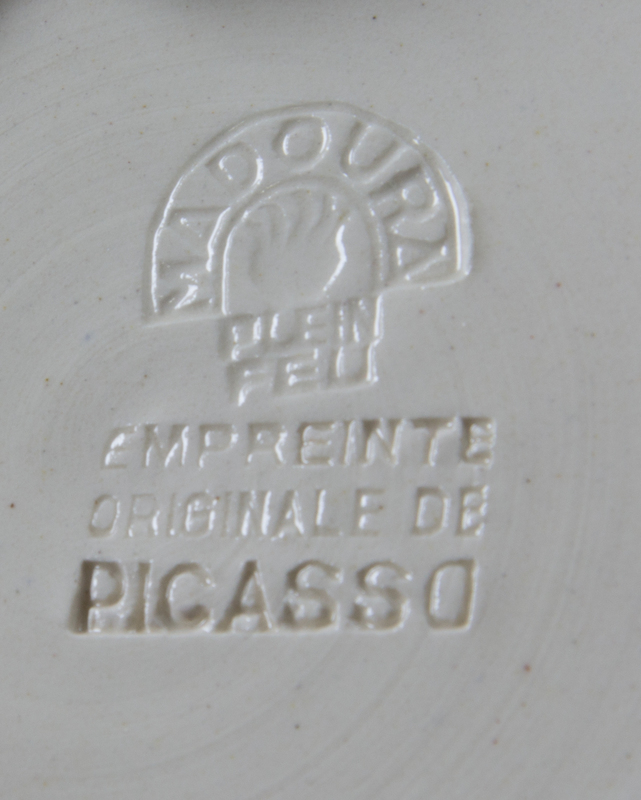 MADOURA
PLEIN
FEU
EMPREINTE
ORIGINALE DE
PICASSO